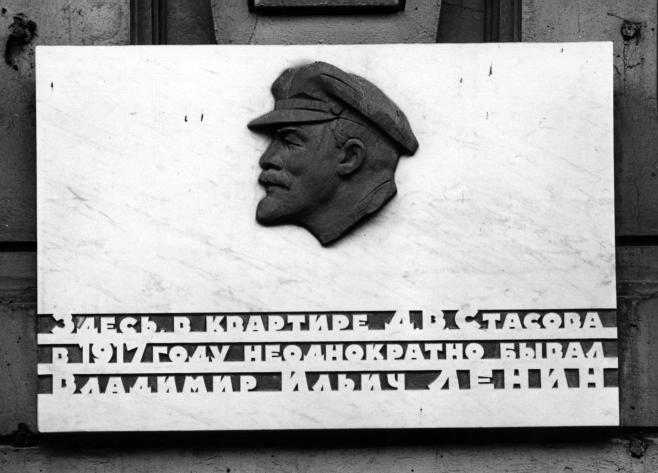 Здесь, в квартире Д.В. Стасова
в 1917 году неоднократно бывал
Владимир Ильич ЛЕНИН